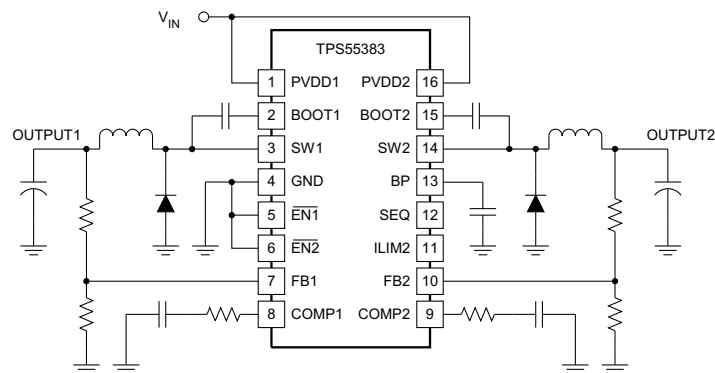 V_IN
TPS55383
1 PVDD1 PVDD2 16
2 BOOT1 BOOT2 15
OUTPUT1 OUTPUT2
3 SW1 SW2 14
4 GND BP 13
5 EN1 SEQ 12
6 EN2 ILIM2 11
7 FB1 FB2 10
8 COMP1 COMP2 9